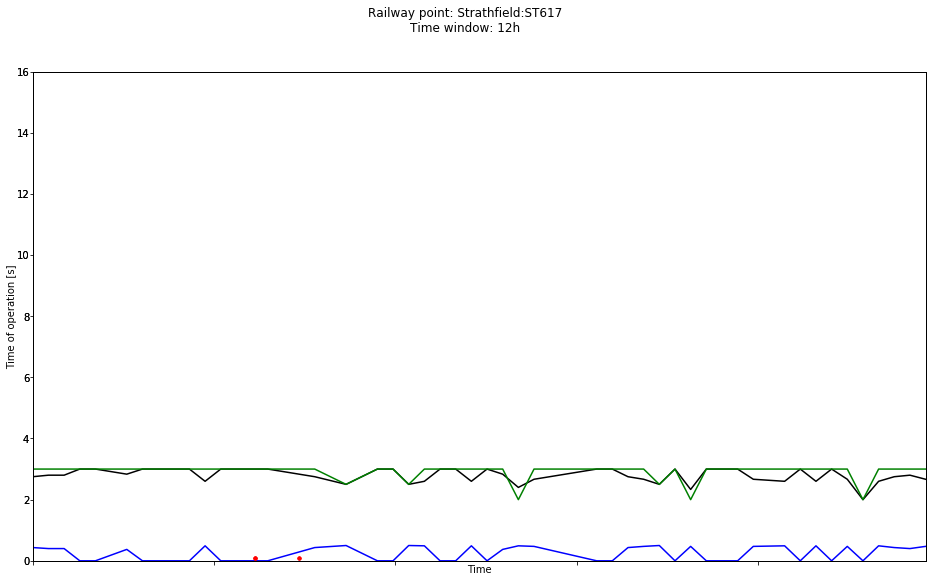 Railway point: Strathfield:ST617
Time window: 12h
16
14
12
10
8
6
4
2
0
Time of operation [s]
Time